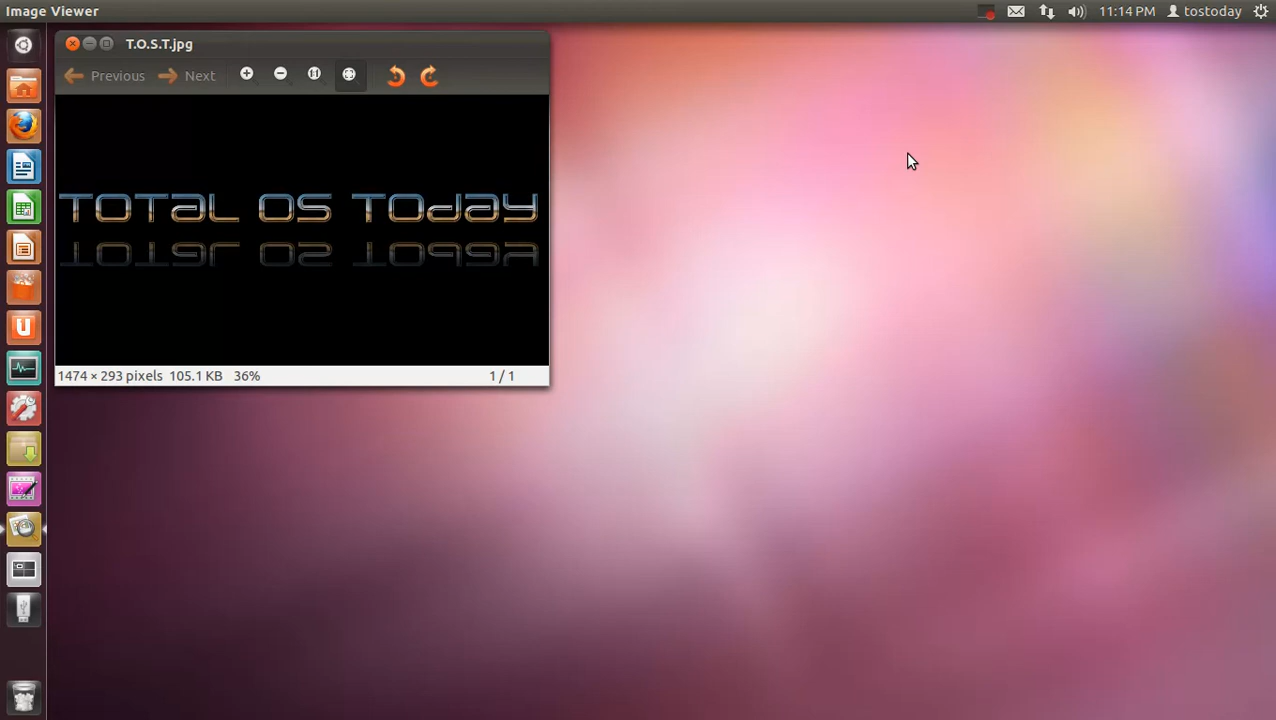 Image Viewer
11:14 PM
tostoday
T.O.S.T.jpg
Previous
Next
TOTAL OS TODAY
1474 × 293 pixels 105.1 KB 36%
1 / 1